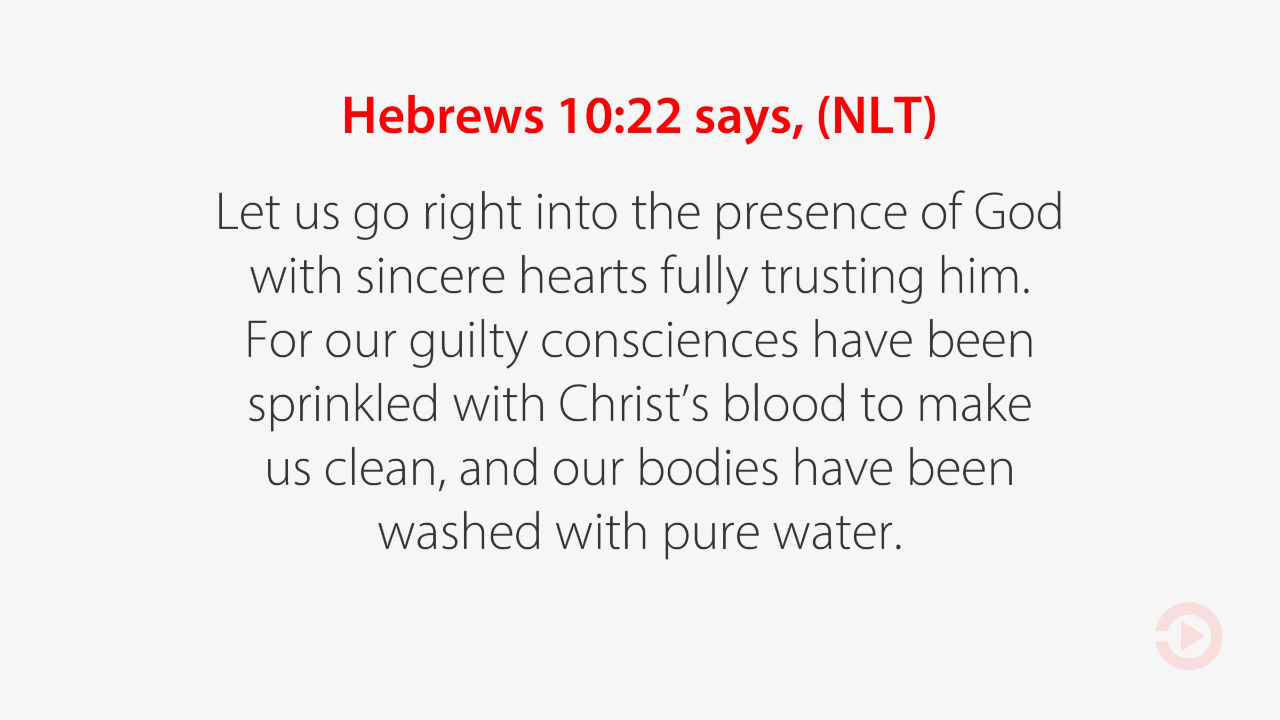 Hebrews 10:22 says, (NLT)
Let us go right into the presence of God
with sincere hearts fully trusting him.
For our guilty consciences have been
sprinkled with Christ’s blood to make
us clean, and our bodies have been
washed with pure water.